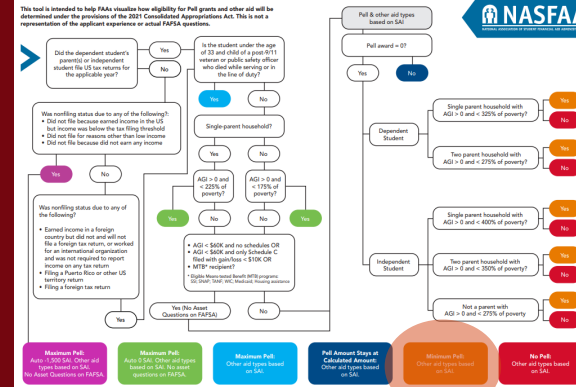 This tool is intended to help FAAs visualize how eligibility for Pell grants and other aid will be
determined under the provisions of the 2021 Consolidated Appropriations Act. This is not a
representation of the applicant experience or actual FAFSA questions.
NASFAA
NATIONAL ASSOCIATION OF STUDENT FINANCIAL AID
Did the dependent student's
parent(s) or independent
student file US tax returns for
the applicable year?
Yes
No
Was nonfiling status due to any of the following?:
• Did not file because earned income in the US
but income was below the tax filing threshold
• Did not file for reasons other than low income
• Did not file because did not earn any income
Yes
No
Was nonfiling status due to any of
the following?
• Earned income in a foreign
country but did not and will not
file a foreign tax return, or worked
for an international organization
and was not required to report
income on any tax return
• Filing a Puerto Rico or other US
territory return
• Filing a foreign tax return
Yes
Is the student under the age
of 33 and child of a post-9/11
veteran or public safety officer
who died while serving or in
the line of duty?
Yes
No
Single-parent household?
Yes
No
AGI > 0 and
< 225% of
poverty?
AGI > 0 and
< 175% of
poverty?
Yes
No
No
Yes
• AGI < $60K and no schedules OR
• AGI < $60K and only Schedule C
filed with gain/loss < $10K OR
• MTB* recipient?
* Eligible Means-tested Benefit (MTB) programs:
SSI; SNAP; TANF; WIC; Medicaid; Housing assistance
Yes (No Asset
Questions on FAFSA)
No
Pell & other aid types
based on SAI
Pell award = 0?
Yes
No
Dependent
Student
Single parent household with
AGI > 0 and < 325% of poverty?
Yes
No
Two parent household with
AGI > 0 and < 275% of poverty?
Yes
No
Independent
Student
Single parent household with
AGI > 0 and < 400% of poverty?
Yes
No
Two parent household with
AGI > 0 and < 350% of poverty?
Yes
No
Not a parent with
AGI > 0 and < 275% of poverty
Yes
No
Maximum Pell:
Auto -1,500 SAI. Other aid
types based on SAI.
No Asset Questions on FAFSA.
Maximum Pell:
Auto 0 SAI. Other aid types
based on SAI. No asset
questions on FAFSA.
Maximum Pell:
Other aid types based
on SAI.
Pell Amount Stays at
Calculated Amount:
Other aid types based
on SAI.
Minimum Pell:
Other aid types based
on SAI.
No Pell:
Other aid types based
on SAI.